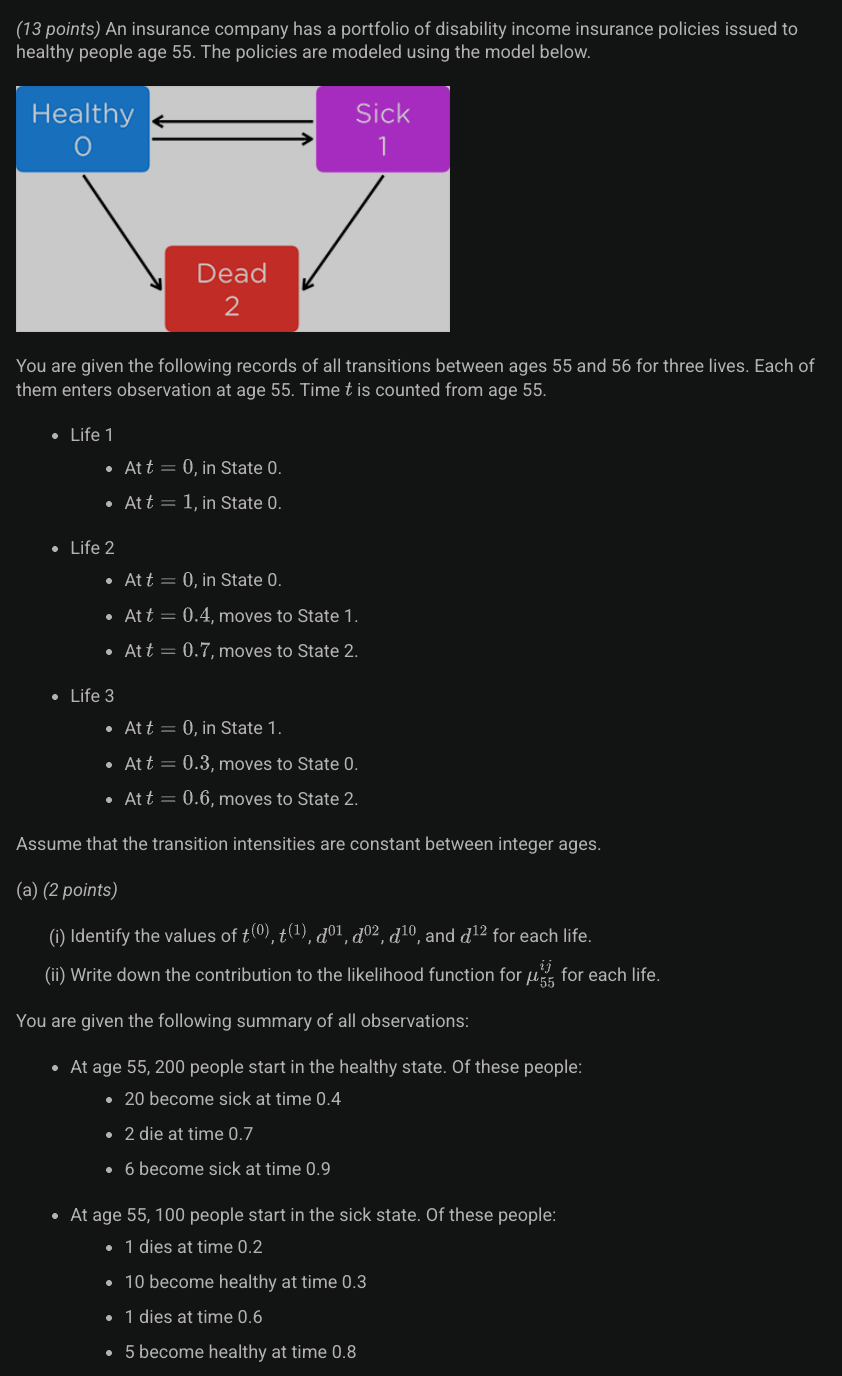 (13 points) An insurance company has a portfolio of disability income insurance policies issued to
healthy people age 55. The policies are modeled using the model below.
Healthy
0
Sick
1
Dead
2
You are given the following records of all transitions between ages 55 and 56 for three lives. Each of
them enters observation at age 55. Time t is counted from age 55.
• Life 1
• At t = 0, in State 0.
• At t = 1, in State 0.
• Life 2
• At t = 0, in State 0.
• At t = 0.4, moves to State 1.
• At t = 0.7, moves to State 2.
• Life 3
• At t = 0, in State 1.
• At t = 0.3, moves to State 0.
• At t = 0.6, moves to State 2.
Assume that the transition intensities are constant between integer ages.
(a) (2 points)
(i) Identify the values of t^{(0)}, t^{(1)}, d^{01}, d^{02}, d^{10}, and d^{12} for each life.
(ii) Write down the contribution to the likelihood function for μ^{ij}_{55} for each life.
You are given the following summary of all observations:
• At age 55, 200 people start in the healthy state. Of these people:
• 20 become sick at time 0.4
• 2 die at time 0.7
• 6 become sick at time 0.9
• At age 55, 100 people start in the sick state. Of these people:
• 1 dies at time 0.2
• 10 become healthy at time 0.3
• 1 dies at time 0.6
• 5 become healthy at time 0.8